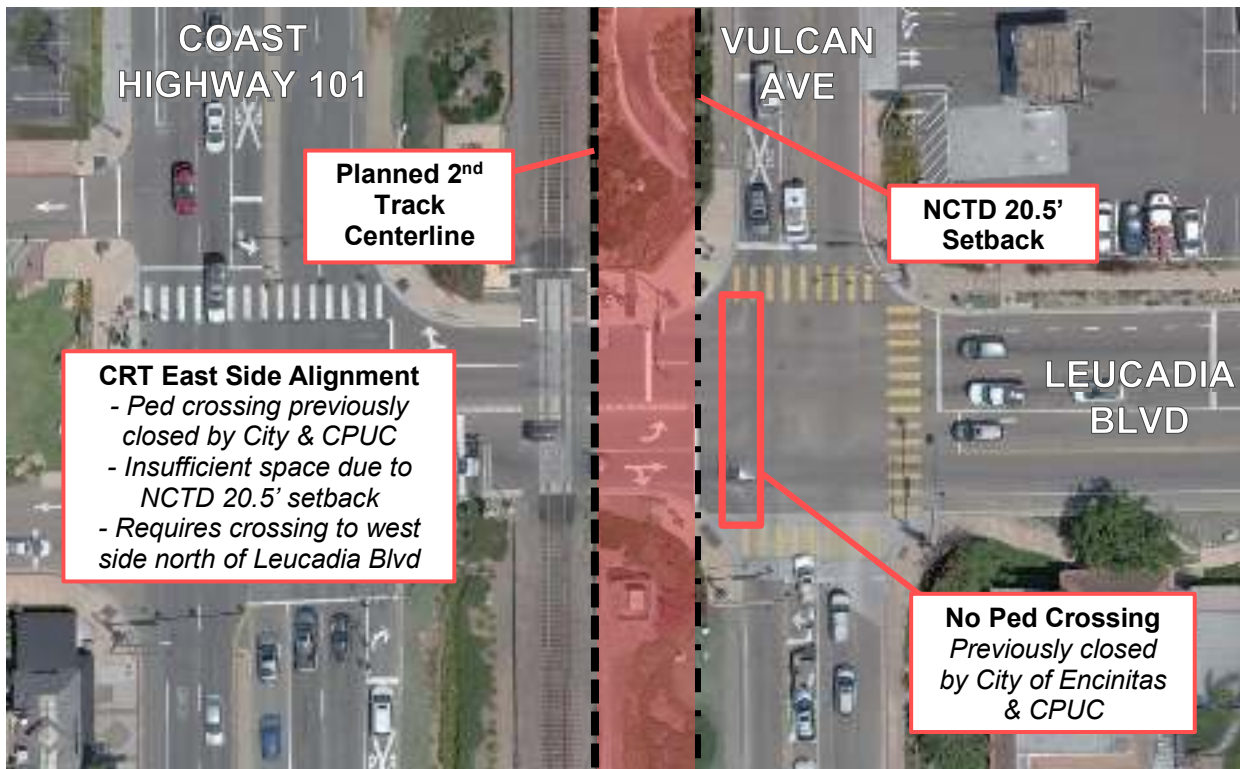 COAST
HIGHWAY 101
VULCAN
AVE
Planned 2nd
Track
Centerline
NCTD 20.5’
Setback
CRT East Side Alignment
- Ped crossing previously
closed by City & CPUC
- Insufficient space due to
NCTD 20.5’ setback
- Requires crossing to west
side north of Leucadia Blvd
LEUCADIA
BLVD
No Ped Crossing
Previously closed
by City of Encinitas
& CPUC